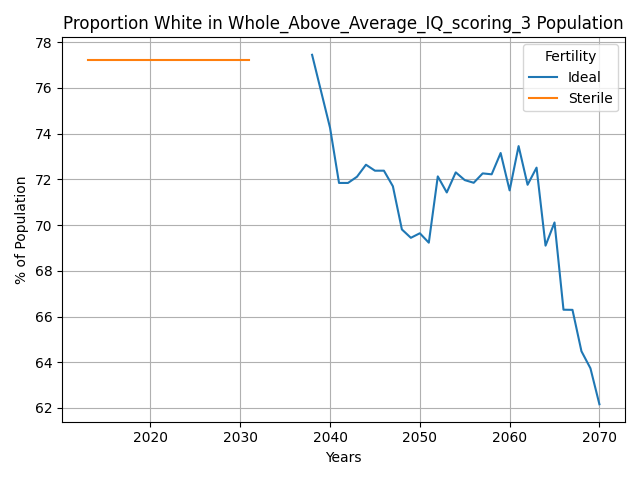 Proportion White in Whole_Above_Average_IQ_scoring_3 Population
78
76
74
72
70
68
66
64
62
% of Population
Fertility
Ideal
Sterile
2020 2030 2040 2050 2060 2070
Years